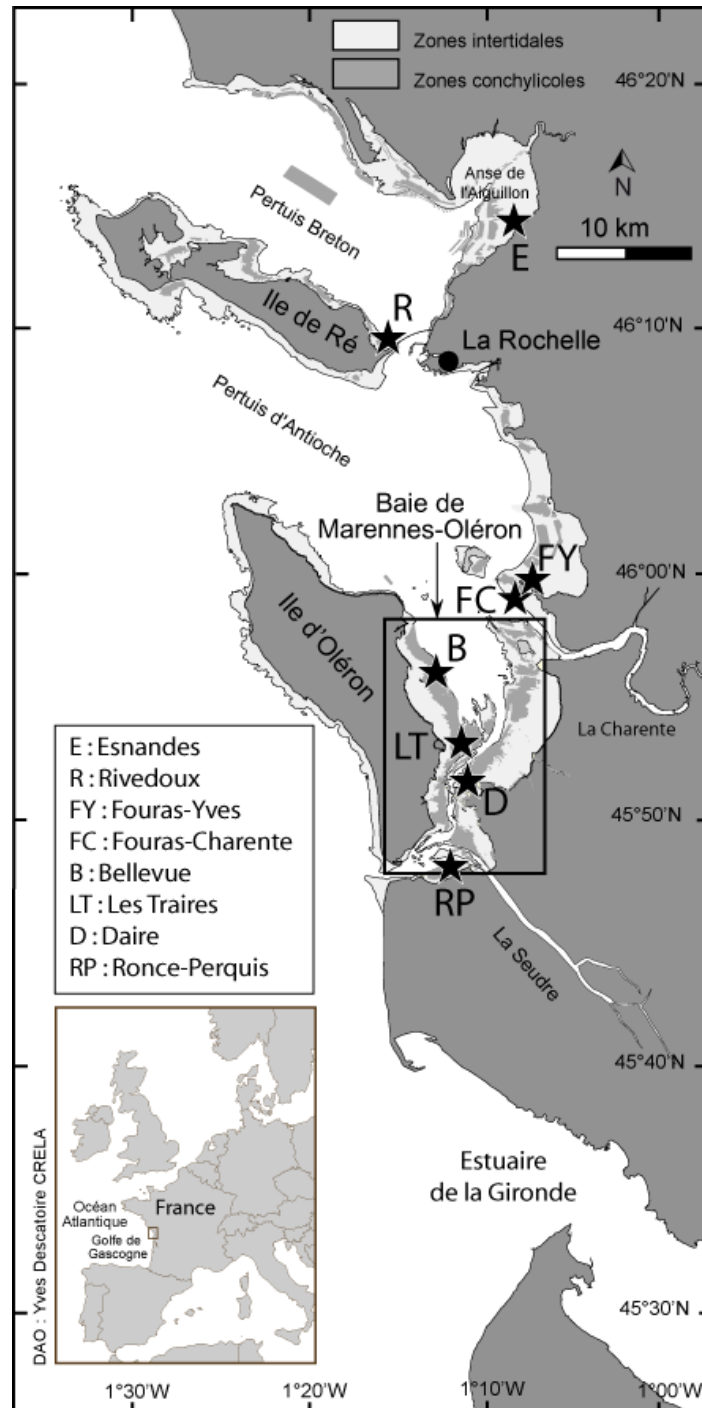 Zones intertidales
Zones conchylicoles
46°20'N
Anse de
l'Aiguillon
N
Pertuis Breton
10 km
E
R
Ile de Ré
46°10'N
La Rochelle
Pertuis d'Antioche
Baie de
Marennes-Oléron
FY
46°00'N
FC
Ile d'Oléron
B
La Charente
LT
D
45°50'N
RP
La Seudre
E : Esnandes
R : Rivedoux
FY : Fouras-Yves
FC : Fouras-Charente
B : Bellevue
LT : Les Traires
D : Daire
RP : Ronce-Perquis
45°40'N
Estuaire
de la Gironde
Océan
Atlantique
France
Golfe de
Gascogne
45°30'N
DAO : Yves Descatoire CRELA
1°30'W
1°20'W
1°10'W
1°00'W